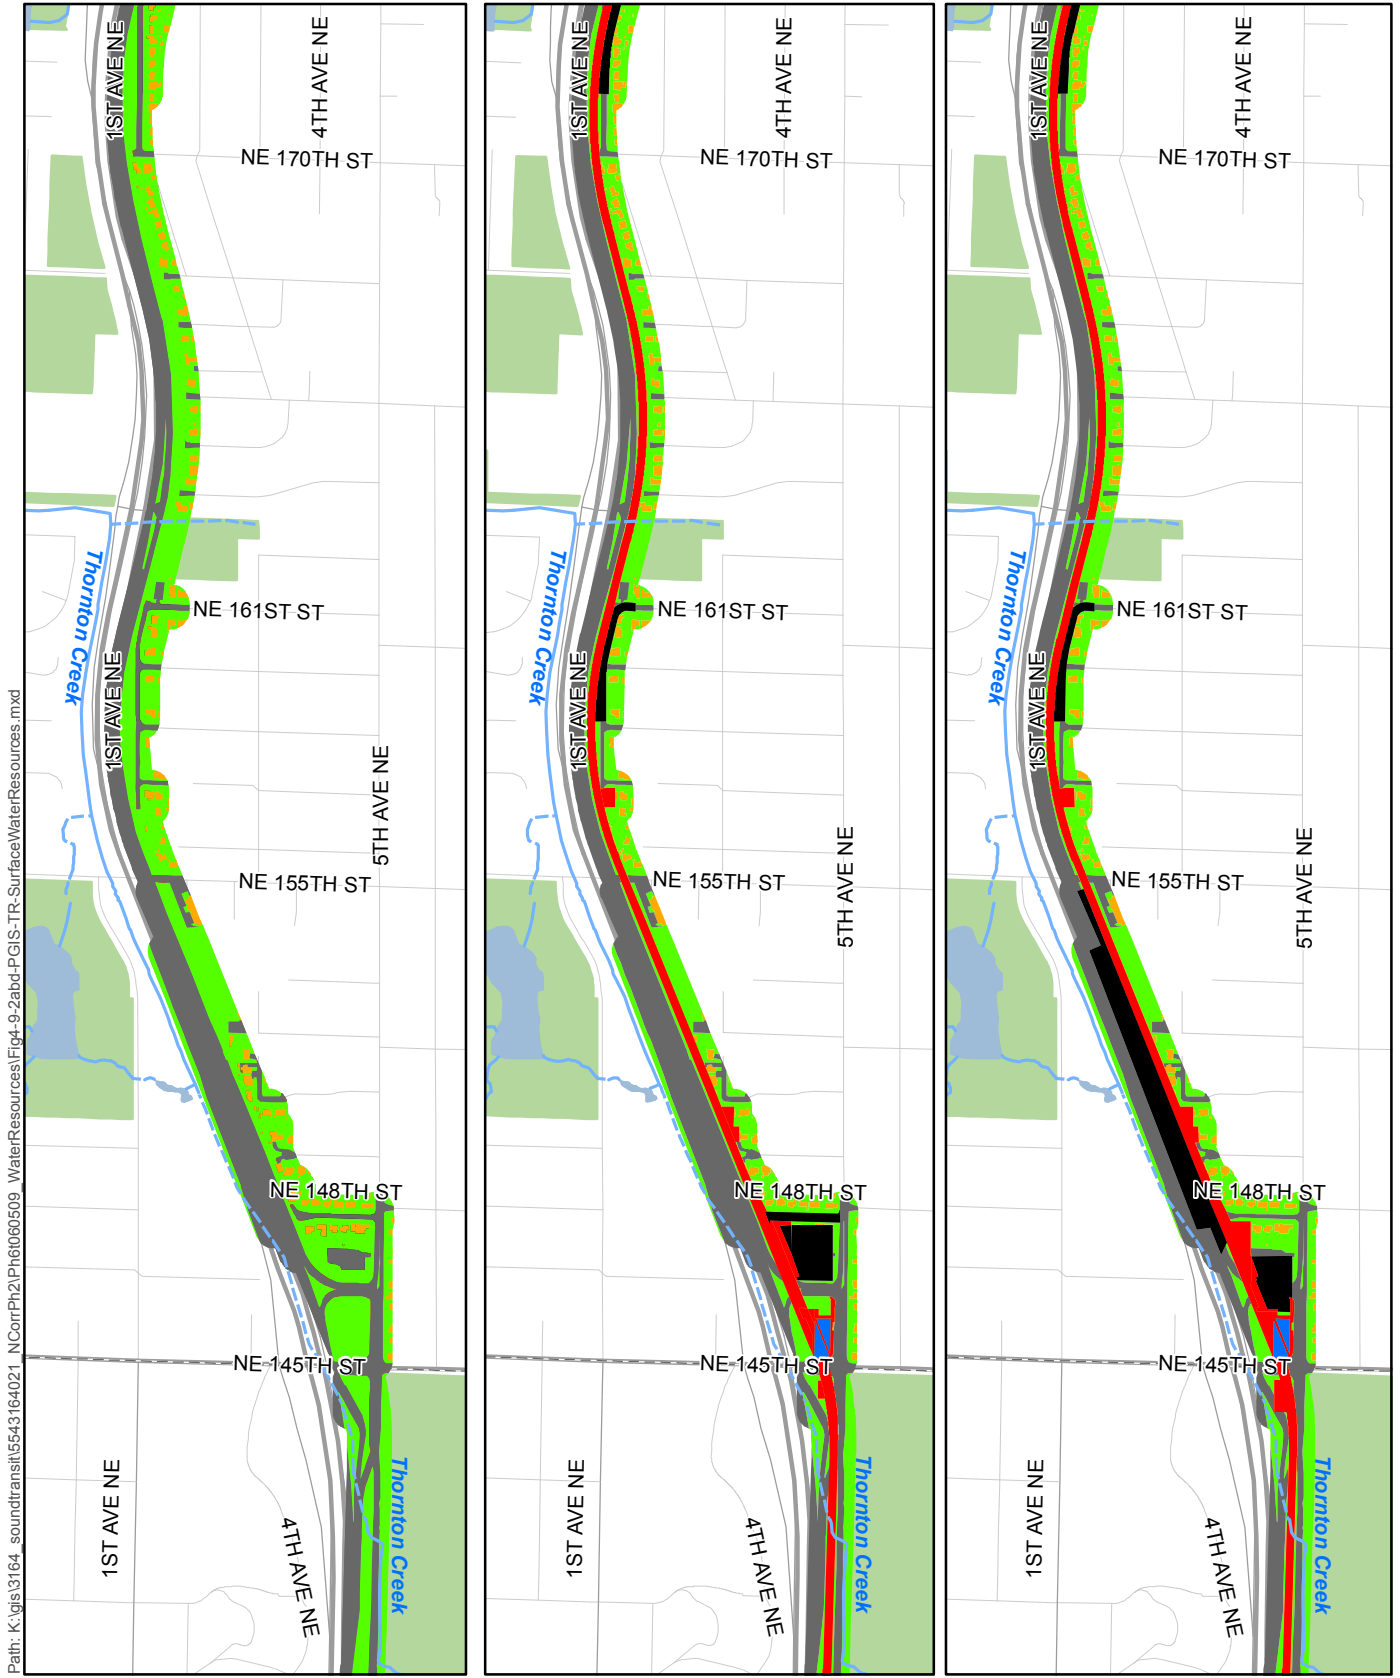 Path: K:\gis\3164_soundtransit\5543164021_NCorrPh2\Ph6t060509_WaterResources\Fig4-9-2abd-PGIS-TR-SurfaceWaterResources.mxd
1ST AVE NE
4TH AVE NE
NE 170TH ST
Thornton Creek
NE 161ST ST
1ST AVE NE
5TH AVE NE
NE 155TH ST
NE 148TH ST
NE 145TH ST
1ST AVE NE
4TH AVE NE
Thornton Creek
1ST AVE NE
4TH AVE NE
NE 170TH ST
Thornton Creek
NE 161ST ST
1ST AVE NE
5TH AVE NE
NE 155TH ST
NE 148TH ST
NE 145TH ST
1ST AVE NE
4TH AVE NE
Thornton Creek
1ST AVE NE
4TH AVE NE
NE 170TH ST
Thornton Creek
NE 161ST ST
1ST AVE NE
5TH AVE NE
NE 155TH ST
NE 148TH ST
NE 145TH ST
1ST AVE NE
4TH AVE NE
Thornton Creek